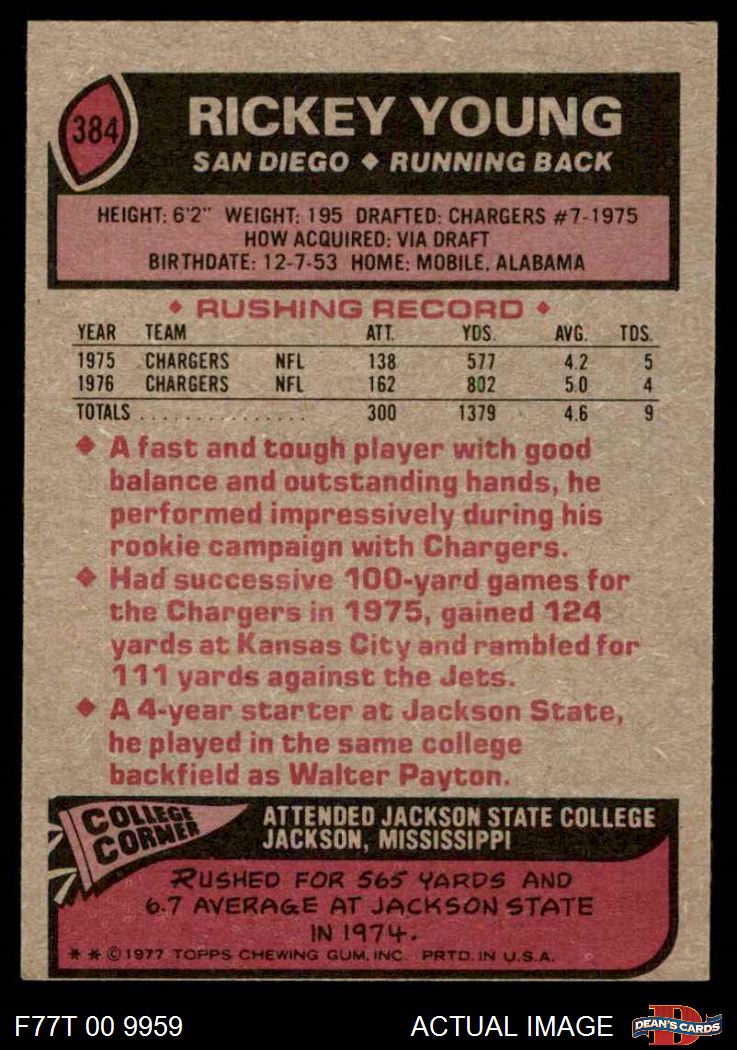 384
RICKEY YOUNG
SAN DIEGO ◆ RUNNING BACK
HEIGHT: 6'2" WEIGHT: 195 DRAFTED: CHARGERS #7-1975
HOW ACQUIRED: VIA DRAFT
BIRTHDATE: 12-7-53 HOME: MOBILE, ALABAMA
◆ RUSHING RECORD ◆
YEAR TEAM ATT. YDS. AVG. TDS.
1975 CHARGERS NFL 138 577 4.2 5
1976 CHARGERS NFL 162 802 5.0 4
TOTALS . . . . . . . . . . . . . . . . 300 1379 4.6 9
◆ A fast and tough player with good
balance and outstanding hands, he
performed impressively during his
rookie campaign with Chargers.
◆ Had successive 100-yard games for
the Chargers in 1975, gained 124
yards at Kansas City and rambled for
111 yards against the Jets.
◆ A 4-year starter at Jackson State,
he played in the same college
backfield as Walter Payton.
COLLEGE
CORNER
ATTENDED JACKSON STATE COLLEGE
JACKSON, MISSISSIPPI
RUSHED FOR 565 YARDS AND
6.7 AVERAGE AT JACKSON STATE
IN 1974.
* * © 1977 TOPPS CHEWING GUM, INC. PRTD. IN U.S.A.
F77T 00 9959
ACTUAL IMAGE
D
DEAN'S CARDS